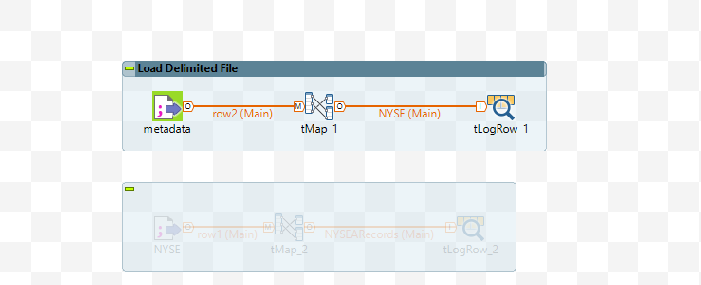 Load Delimited File
row2 (Main)
NYSE (Main)
metadata
tMap_1
tLogRow_1
row1 (Main)
NYSEARecords (Main)
NYSE
tMap_2
tLogRow_2